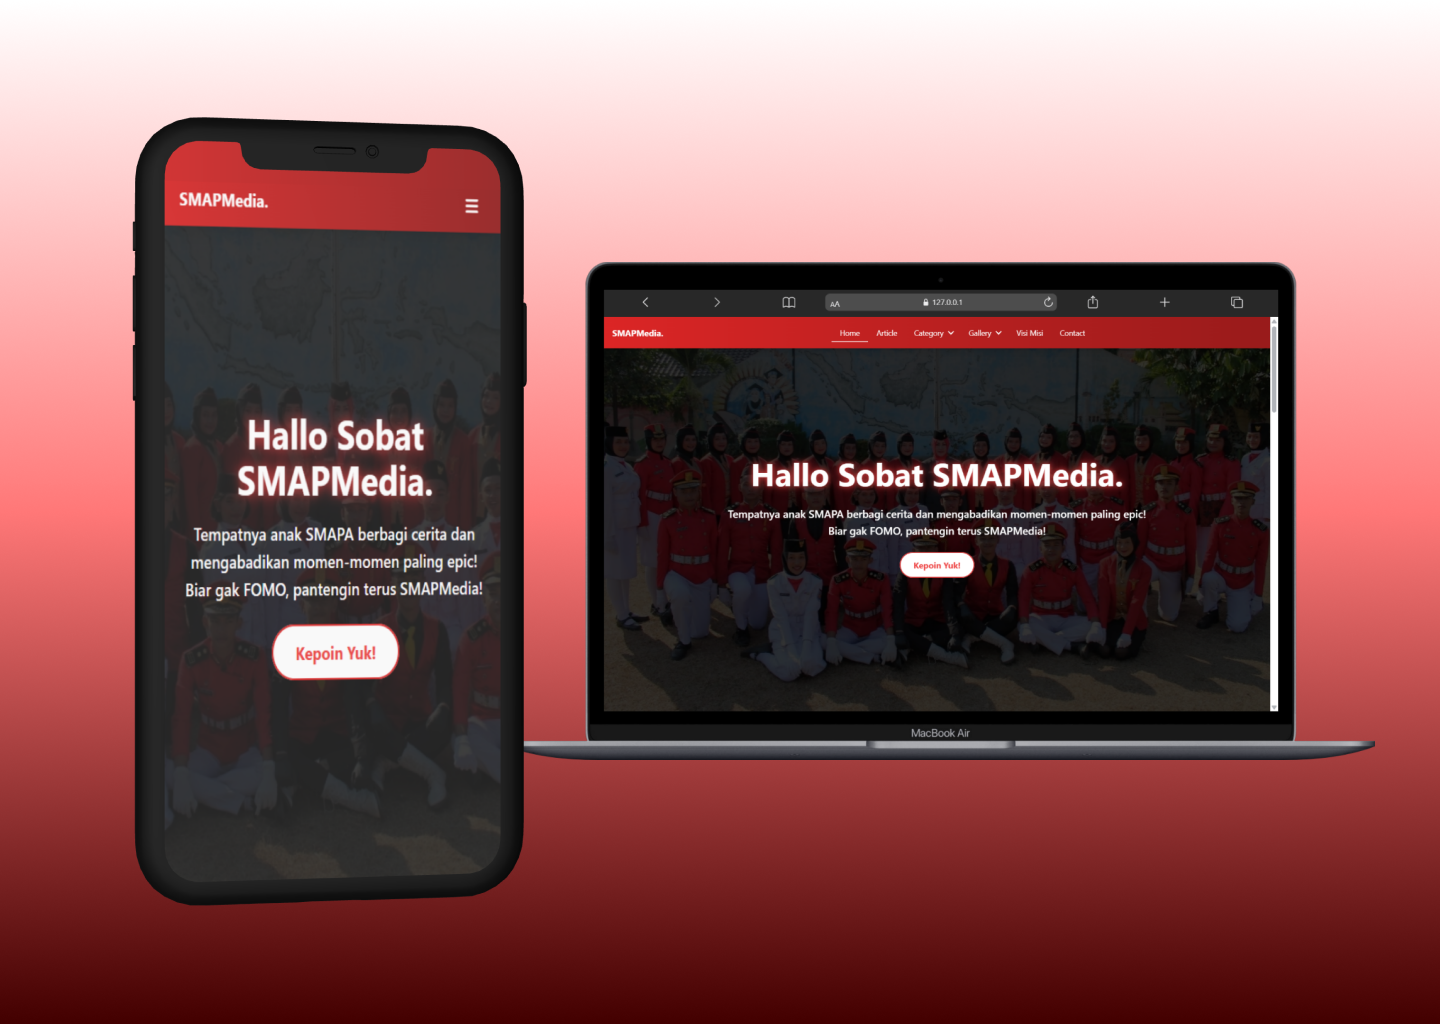 SMAPMedia.
Hallo Sobat
SMAPMedia.
Tempatnya anak SMAPA berbagi cerita dan
mengabadikan momen-momen paling epic!
Biar gak FOMO, pantengin terus SMAPMedia!
Kepoin Yuk!
AA 127.0.0.1
SMAPMedia. Home Article Category Gallery Visi Misi Contact
Hallo Sobat SMAPMedia.
Tempatnya anak SMAPA berbagi cerita dan mengabadikan momen-momen paling epic!
Biar gak FOMO, pantengin terus SMAPMedia!
Kepoin Yuk!
MacBook Air